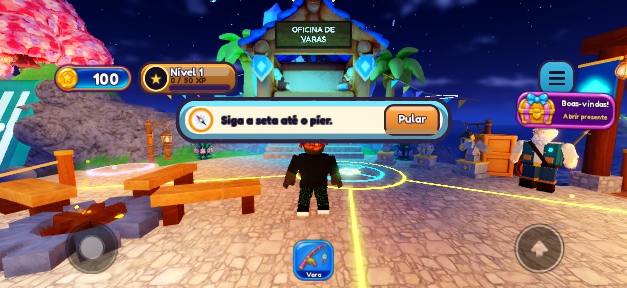 OFICINA DE
VARAS
100
Nível 1
0 / 50 XP
Boas-vindas!
Abrir presente
Siga a seta até o píer.
Pular
Vara